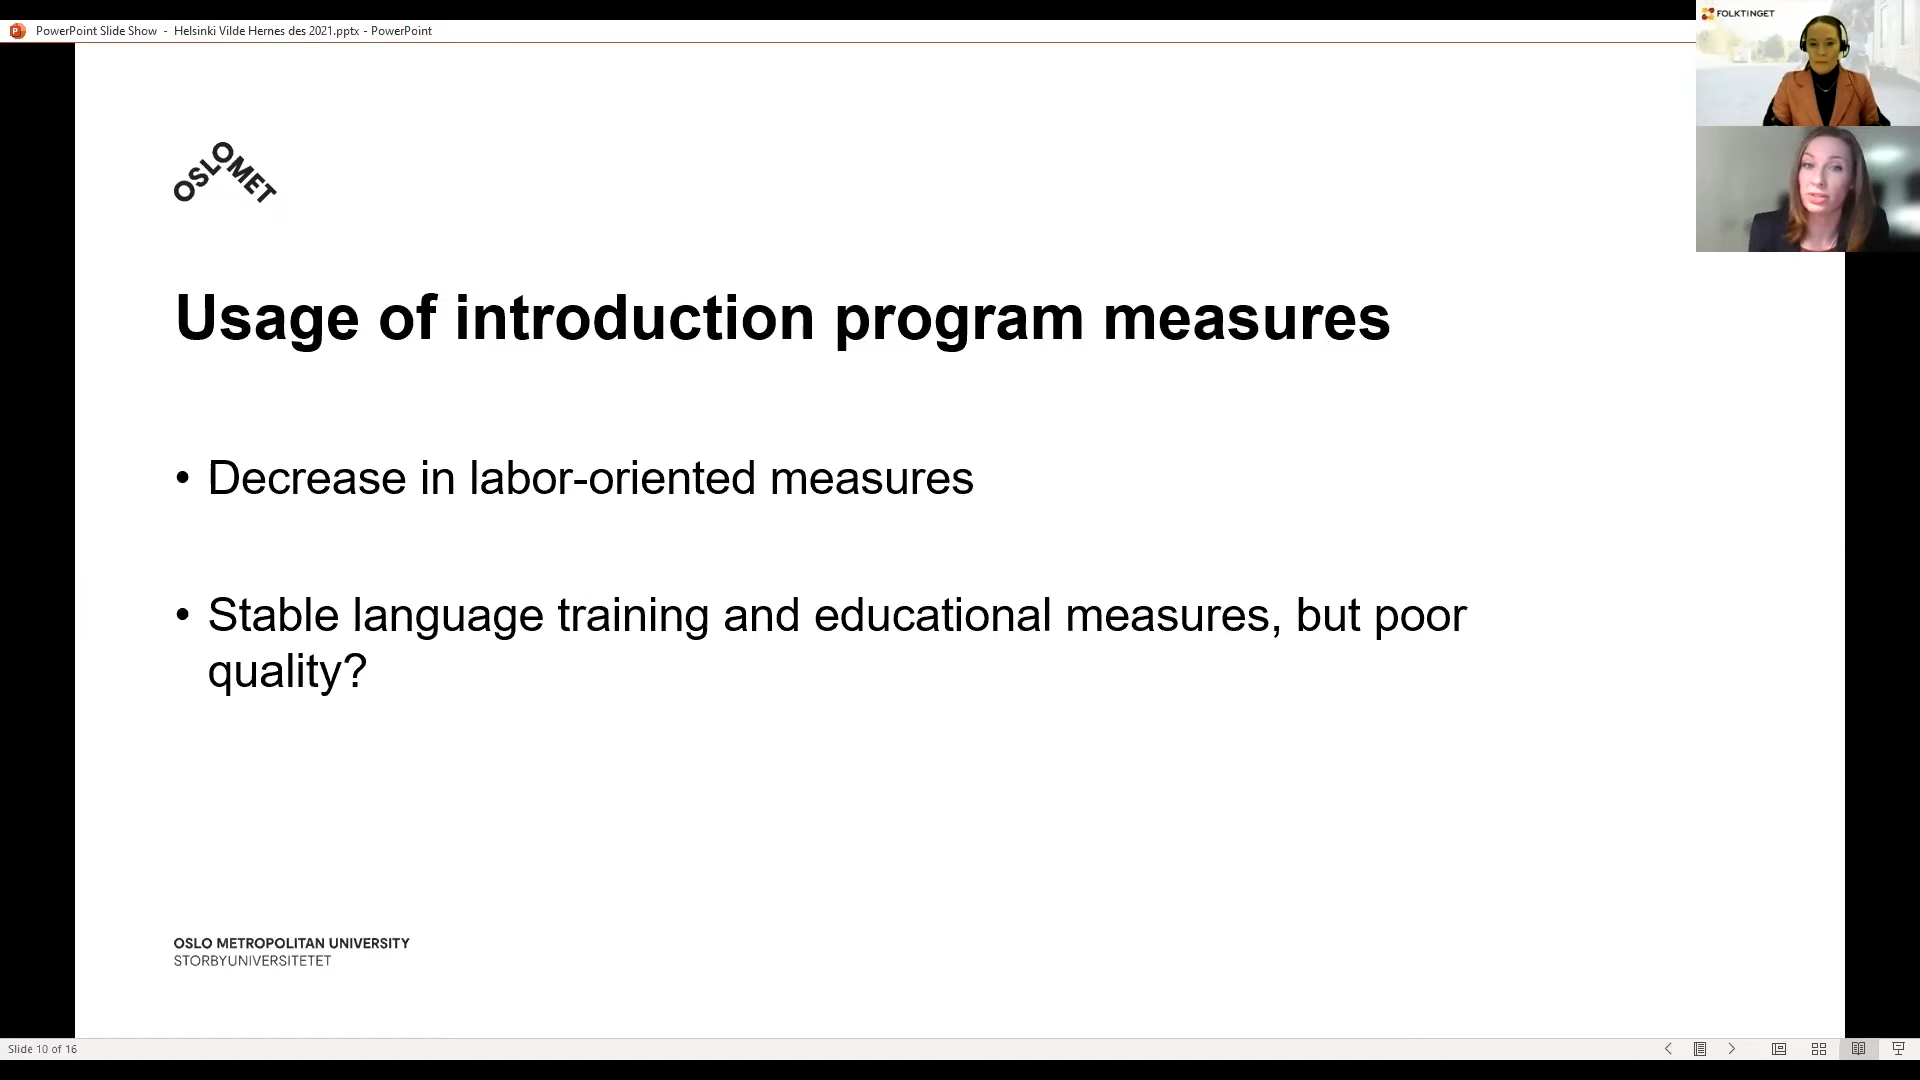 PowerPoint Slide Show - Helsinki Vilde Hernes des 2021.pptx - PowerPoint
FOLKTINGET
OSLOMET
Usage of introduction program measures
• Decrease in labor-oriented measures
• Stable language training and educational measures, but poor
quality?
OSLO METROPOLITAN UNIVERSITY
STORBYUNIVERSITETET
Slide 10 of 16